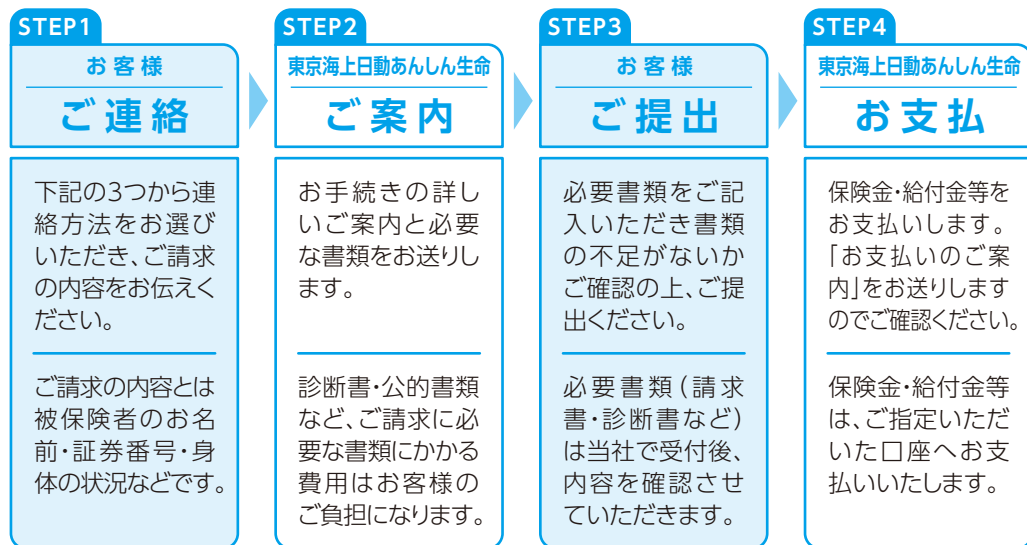 STEP1
お客様
ご連絡
下記の3つから連
絡方法をお選び
いただき、ご請求
の内容をお伝えく
ださい。
ご請求の内容とは
被保険者のお名
前・証券番号・身
体の状況などです。
STEP2
東京海上日動あんしん生命
ご案内
お手続きの詳し
いご案内と必要
な書類をお送りし
ます。
診断書・公的書類
など、ご請求に必
要な書類にかかる
費用はお客様の
ご負担になります。
STEP3
お客様
ご提出
必要書類をご記
入いただき書類
の不足がないか
ご確認の上、ご提
出ください。
必要書類（請求
書・診断書など）
は当社で受付後、
内容を確認させ
ていただきます。
STEP4
東京海上日動あんしん生命
お支払
保険金・給付金等を
お支払いします。
「お支払いのご案
内」をお送りします
のでご確認ください。
保険金・給付金等
は、ご指定いただ
いた口座へお支
払いいたします。